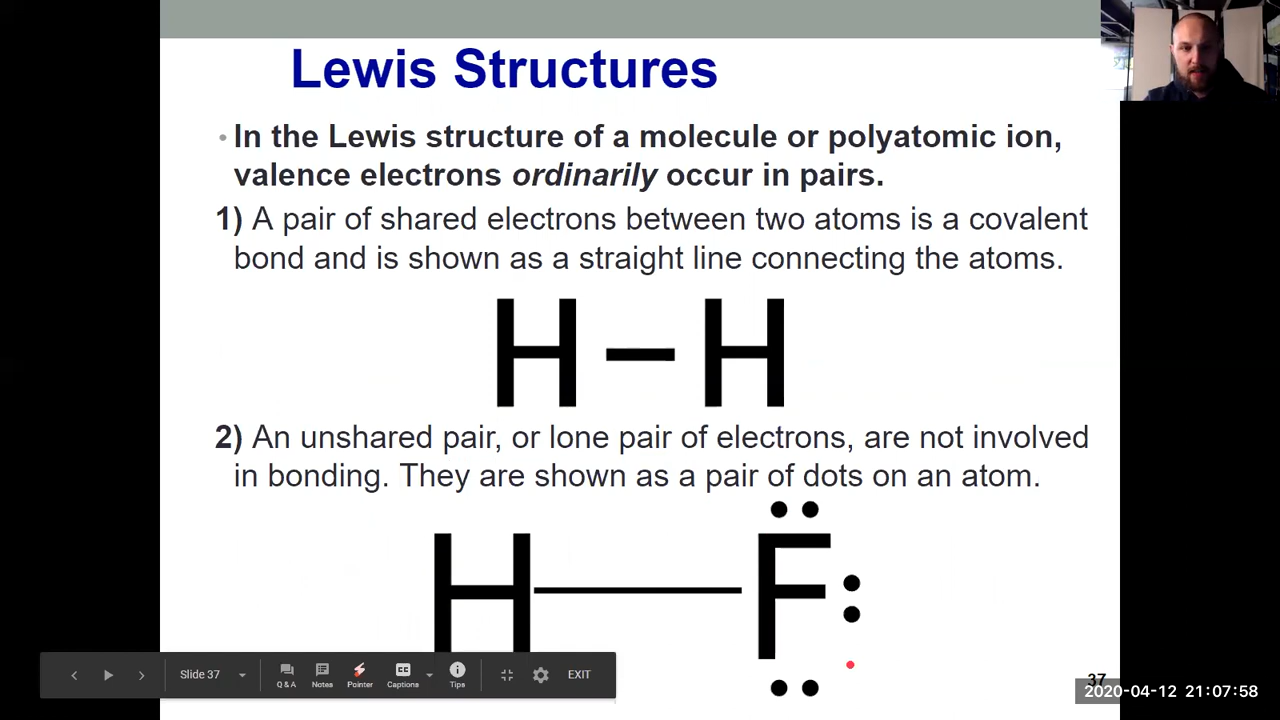 Lewis Structures
• In the Lewis structure of a molecule or polyatomic ion,
valence electrons ordinarily occur in pairs.
1) A pair of shared electrons between two atoms is a covalent
bond and is shown as a straight line connecting the atoms.
H – H
2) An unshared pair, or lone pair of electrons, are not involved
in bonding. They are shown as a pair of dots on an atom.
H F
Slide 37
Q & A
Notes
Pointer
CC
Captions
Tips
EXIT
37
2020-04-12 21:07:58